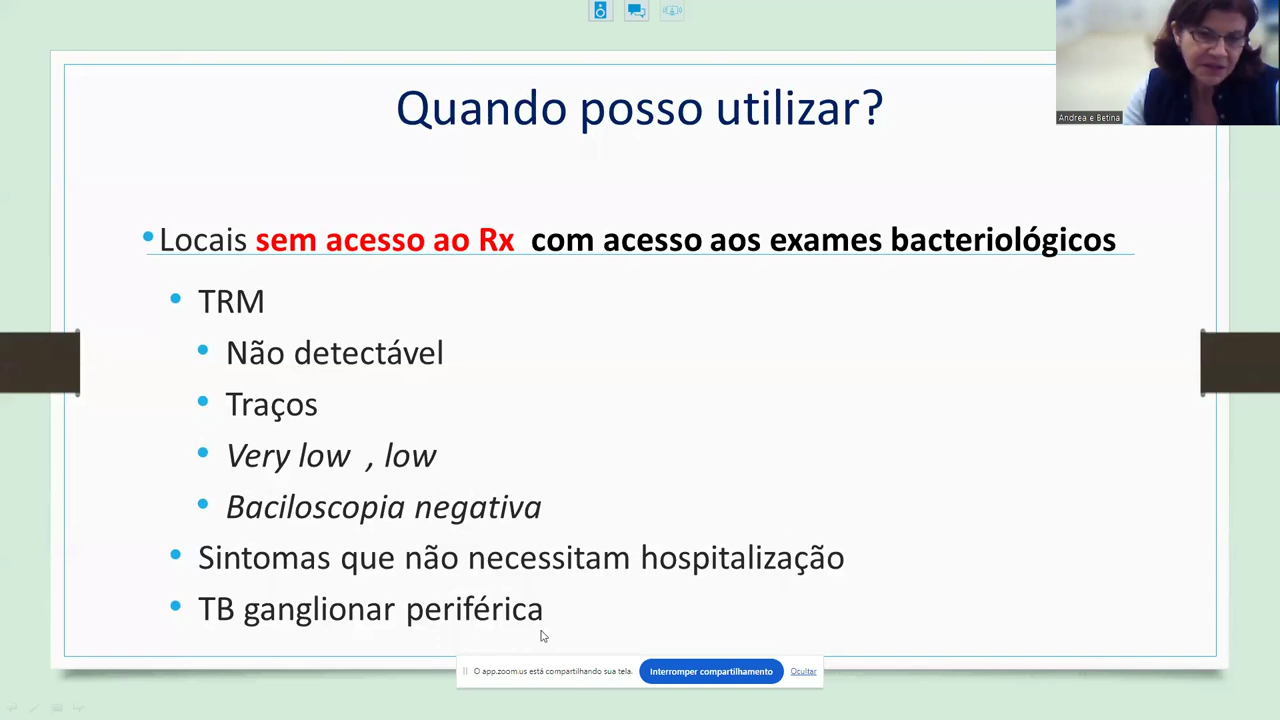 Andrea e Betina
Quando posso utilizar?
•Locais sem acesso ao Rx com acesso aos exames bacteriológicos
• TRM
• Não detectável
• Traços
• Very low , low
• Baciloscopia negativa
• Sintomas que não necessitam hospitalização
• TB ganglionar periférica
O app.zoom.us está compartilhando sua tela. Interromper compartilhamento Ocultar